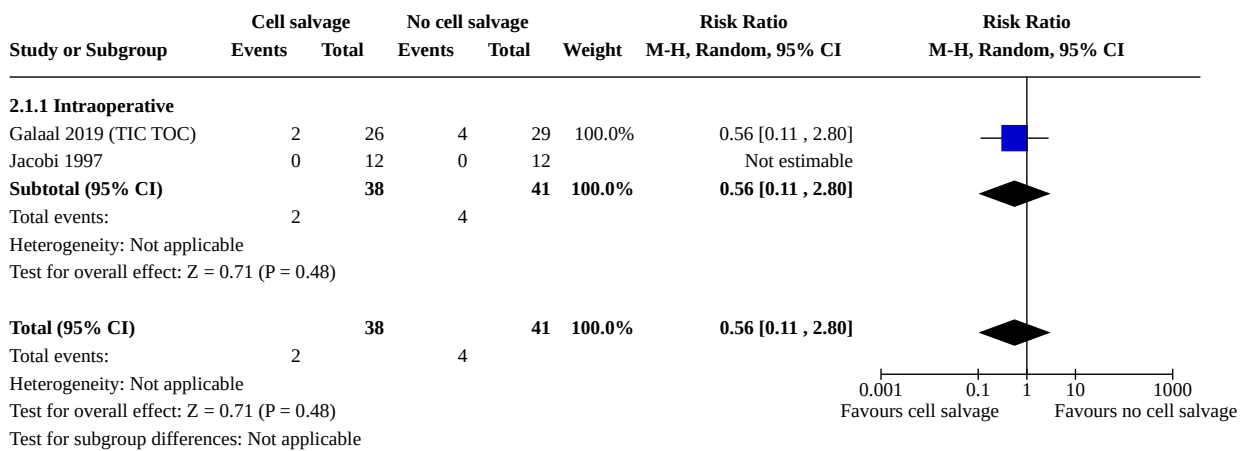 Cell salvage No cell salvage Risk Ratio Risk Ratio
Study or Subgroup Events Total Events Total Weight M-H, Random, 95% CI M-H, Random, 95% CI
2.1.1 Intraoperative
Galaal 2019 (TIC TOC) 2 26 4 29 100.0% 0.56 [0.11 , 2.80]
Jacobi 1997 0 12 0 12 Not estimable
Subtotal (95% CI) 38 41 100.0% 0.56 [0.11 , 2.80]
Total events: 2 4
Heterogeneity: Not applicable
Test for overall effect: Z = 0.71 (P = 0.48)
Total (95% CI) 38 41 100.0% 0.56 [0.11 , 2.80]
Total events: 2 4
Heterogeneity: Not applicable
0.001 0.1 1 10 1000
Test for overall effect: Z = 0.71 (P = 0.48) Favours cell salvage Favours no cell salvage
Test for subgroup differences: Not applicable